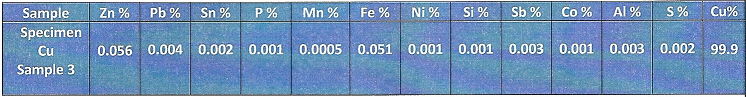 Sample Zn % Pb % Sn % P % Mn % Fe % Ni % Si % Sb % Co % Al % S % Cu%
Specimen Cu Sample 3 0.056 0.004 0.002 0.001 0.0005 0.051 0.001 0.001 0.003 0.001 0.003 0.002 99.9